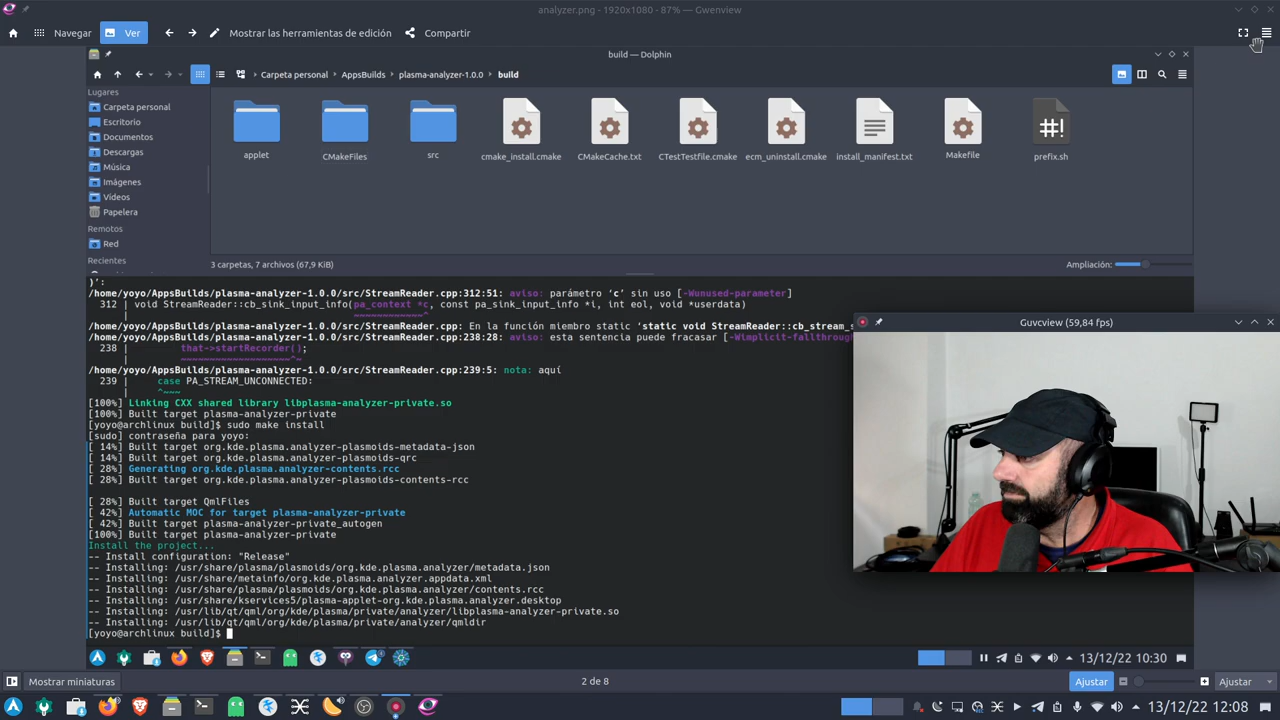 analyzer.png - 1920x1080 - 87% — Gwenview
Navegar
Ver
Mostrar las herramientas de edición
Compartir
build — Dolphin
Carpeta personal
AppsBuilds
plasma-analyzer-1.0.0
build
Lugares
Carpeta personal
Escritorio
Documentos
Descargas
Música
Imágenes
Vídeos
Papelera
Remotos
Red
Recientes
applet
CMakeFiles
src
cmake_install.cmake
CMakeCache.txt
CTestTestfile.cmake
ecm_uninstall.cmake
install_manifest.txt
Makefile
#!
prefix.sh
3 carpetas, 7 archivos (67,9 KiB)
Ampliación:
)’:
/home/yoyo/AppsBuilds/plasma-analyzer-1.0.0/src/StreamReader.cpp:312:51: aviso: parámetro ‘c’ sin uso [-Wunused-parameter]
312 | void StreamReader::cb_sink_input_info(pa_context *c, const pa_sink_input_info *i, int eol, void *userdata)
| ~~~~~~~~~~~~^
/home/yoyo/AppsBuilds/plasma-analyzer-1.0.0/src/StreamReader.cpp: En la función miembro static ‘static void StreamReader::cb_stream_s
/home/yoyo/AppsBuilds/plasma-analyzer-1.0.0/src/StreamReader.cpp:238:28: aviso: esta sentencia puede fracasar [-Wimplicit-fallthrough
238 | that->startRecorder();
| ~~~~~~~~~~~~~~~~~~~^~
/home/yoyo/AppsBuilds/plasma-analyzer-1.0.0/src/StreamReader.cpp:239:5: nota: aquí
239 | case PA_STREAM_UNCONNECTED:
| ^~~~
[100%] Linking CXX shared library libplasma-analyzer-private.so
[100%] Built target plasma-analyzer-private
[yoyo@archlinux build]$ sudo make install
[sudo] contraseña para yoyo:
[ 14%] Built target org.kde.plasma.analyzer-plasmoids-metadata-json
[ 14%] Built target org.kde.plasma.analyzer-plasmoids-qrc
[ 28%] Generating org.kde.plasma.analyzer-contents.rcc
[ 28%] Built target org.kde.plasma.analyzer-plasmoids-contents-rcc
[ 28%] Built target QmlFiles
[ 42%] Automatic MOC for target plasma-analyzer-private
[ 42%] Built target plasma-analyzer-private_autogen
[100%] Built target plasma-analyzer-private
Install the project...
-- Install configuration: "Release"
-- Installing: /usr/share/plasma/plasmoids/org.kde.plasma.analyzer/metadata.json
-- Installing: /usr/share/metainfo/org.kde.plasma.analyzer.appdata.xml
-- Installing: /usr/share/plasma/plasmoids/org.kde.plasma.analyzer/contents.rcc
-- Installing: /usr/share/kservices5/plasma-applet-org.kde.plasma.analyzer.desktop
-- Installing: /usr/lib/qt/qml/org/kde/plasma/private/analyzer/libplasma-analyzer-private.so
-- Installing: /usr/lib/qt/qml/org/kde/plasma/private/analyzer/qmldir
[yoyo@archlinux build]$
Guvcview (59,84 fps)
13/12/22 10:30
Mostrar miniaturas
2 de 8
Ajustar
Ajustar
13/12/22 12:08